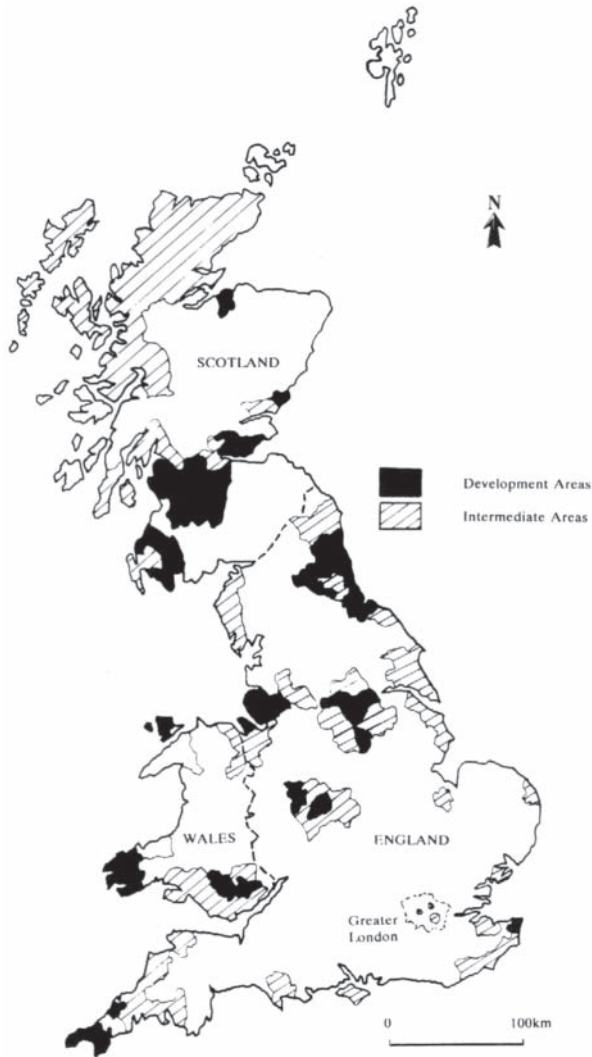 N
SCOTLAND
Development Areas
Intermediate Areas
WALES
ENGLAND
Greater
London
0 100km